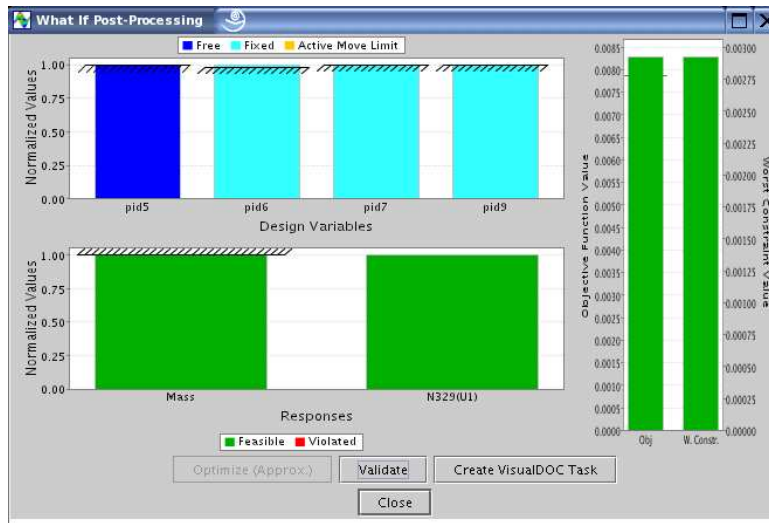 What If Post-Processing
Free Fixed Active Move Limit
Normalized Values
1.00
0.75
0.50
0.25
0.00
pid5 pid6 pid7 pid9
Design Variables
Normalized Values
1.00
0.75
0.50
0.25
0.00
Mass N329(U1)
Responses
Feasible Violated
Objective Function Value
0.0085
0.0080
0.0075
0.0070
0.0065
0.0060
0.0055
0.0050
0.0045
0.0040
0.0035
0.0030
0.0025
0.0020
0.0015
0.0010
0.0005
0.0000
Obj W. Constr.
0.00300
0.00275
0.00250
0.00225
0.00200
0.00175
0.00150
0.00125
0.00100
0.00075
0.00050
0.00025
0.00000
Worst Constraint Value
Optimize (Approx.) Validate Create VisualDOC Task
Close